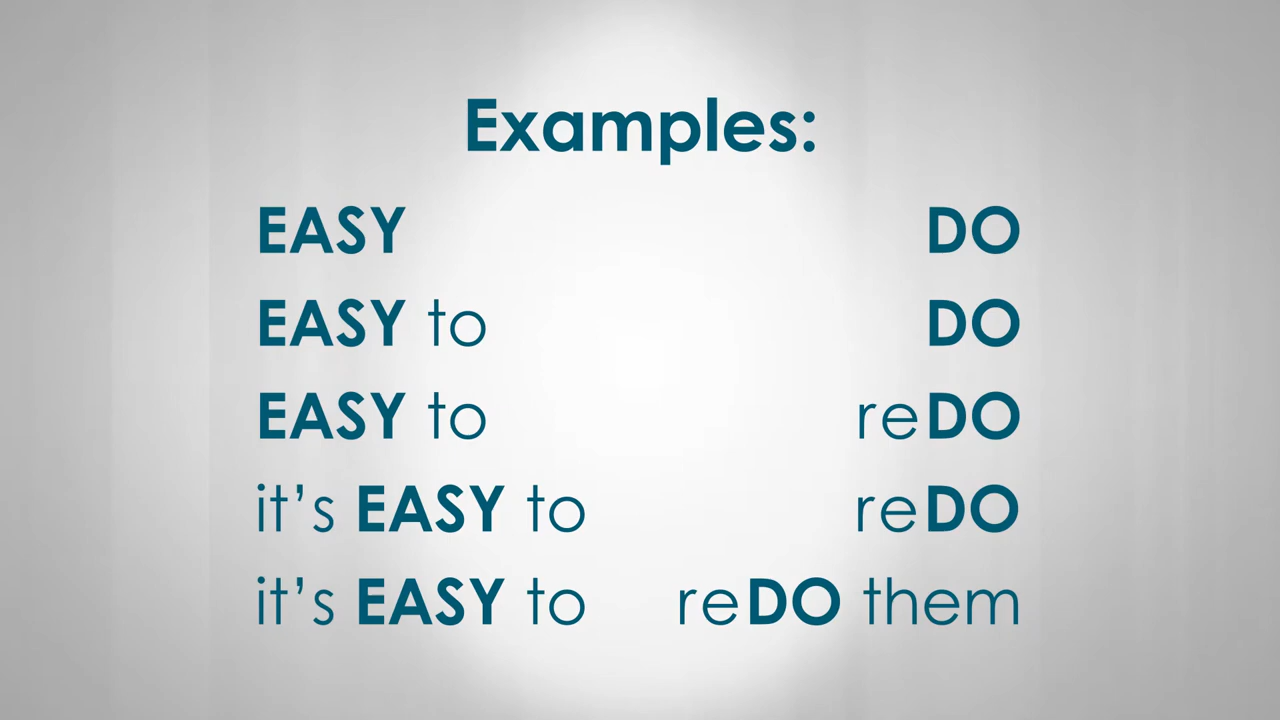 Examples:
EASY DO
EASY to DO
EASY to reDO
it’s EASY to reDO
it’s EASY to reDO them